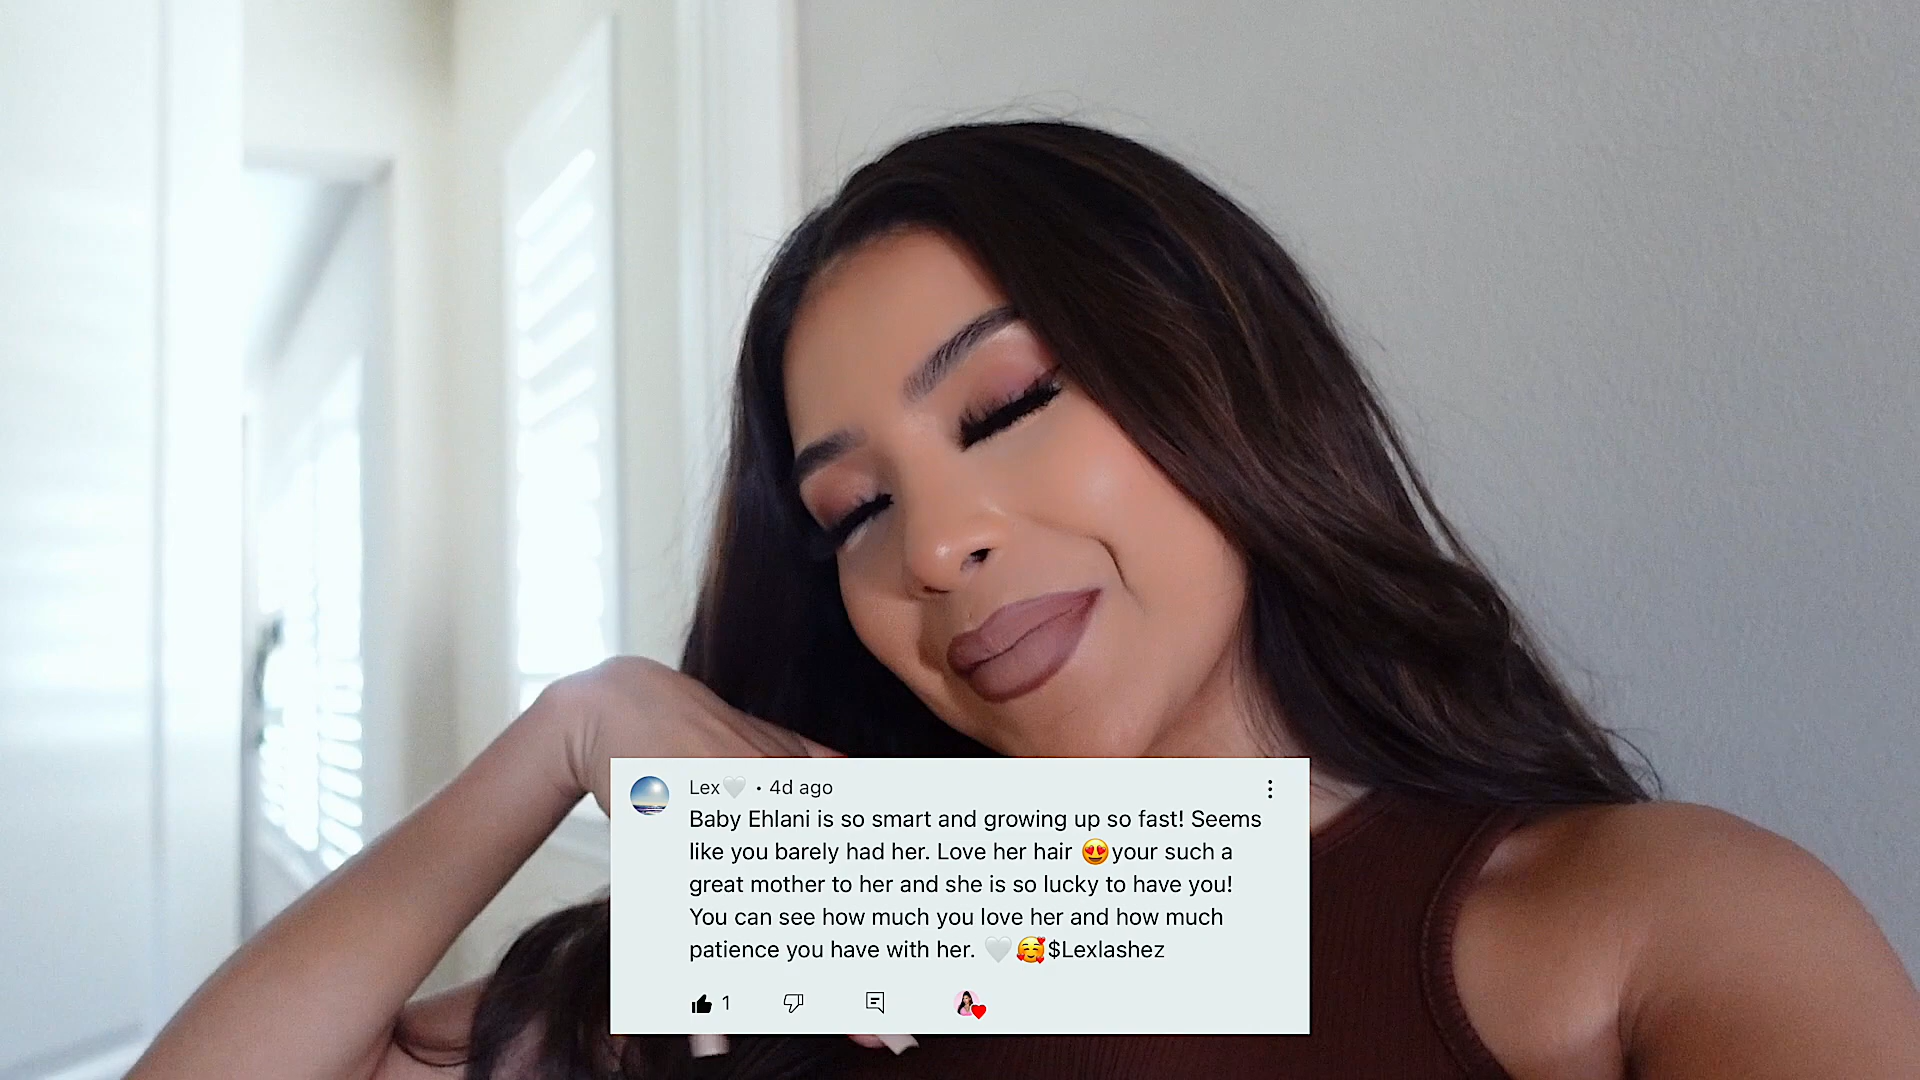 Lex🤍 • 4d ago
Baby Ehlani is so smart and growing up so fast! Seems
like you barely had her. Love her hair 😍your such a
great mother to her and she is so lucky to have you!
You can see how much you love her and how much
patience you have with her. 🤍🥰$Lexlashez
1